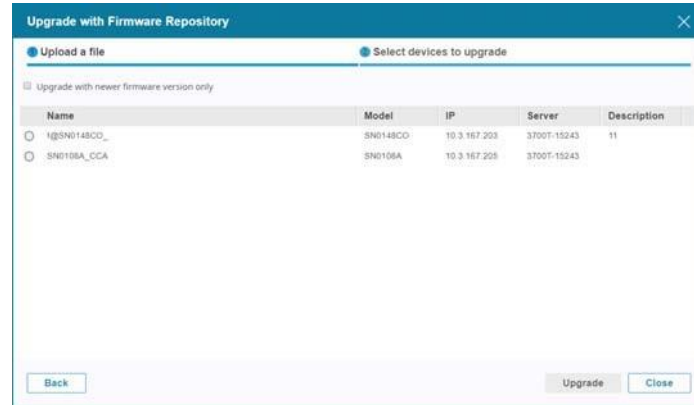 Upgrade with Firmware Repository
1 Upload a file 2 Select devices to upgrade
Upgrade with newer firmware version only
Name Model IP Server Description
SN0148CO 10.3.167.203 3700T-15243 11
SN0108A_CCA SN0108A 10.3.167.205 3700T-15243
Back Upgrade Close